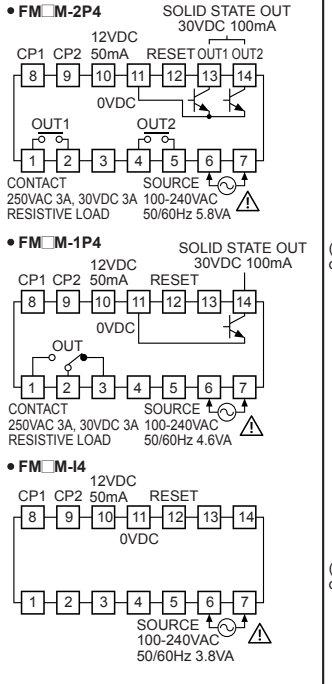 • FM□M-2P4
SOLID STATE OUT
30VDC 100mA
12VDC
CP1 CP2 50mA RESET OUT1 OUT2
8 9 10 11 12 13 14
0VDC
OUT1 OUT2
1 2 3 4 5 6 7
CONTACT
250VAC 3A, 30VDC 3A
RESISTIVE LOAD
SOURCE
100-240VAC
50/60Hz 5.8VA
• FM□M-1P4
SOLID STATE OUT
30VDC 100mA
12VDC
CP1 CP2 50mA RESET
8 9 10 11 12 13 14
0VDC
OUT
1 2 3 4 5 6 7
CONTACT
250VAC 3A, 30VDC 3A
RESISTIVE LOAD
SOURCE
100-240VAC
50/60Hz 4.6VA
• FM□M-I4
12VDC
CP1 CP2 50mA RESET
8 9 10 11 12 13 14
0VDC
1 2 3 4 5 6 7
SOURCE
100-240VAC
50/60Hz 3.8VA